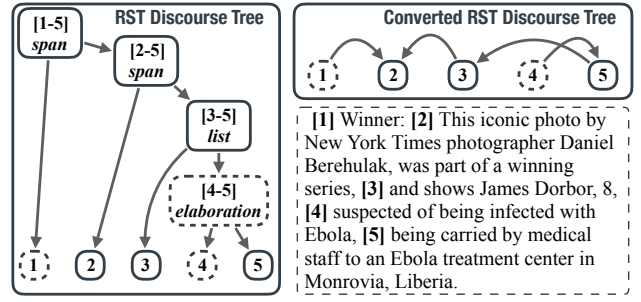 RST Discourse Tree
[1-5]
span
[2-5]
span
[3-5]
list
[4-5]
elaboration
1 2 3 4 5
Converted RST Discourse Tree
1 2 3 4 5
[1] Winner: [2] This iconic photo by
New York Times photographer Daniel
Berehulak, was part of a winning
series, [3] and shows James Dorbor, 8,
[4] suspected of being infected with
Ebola, [5] being carried by medical
staff to an Ebola treatment center in
Monrovia, Liberia.